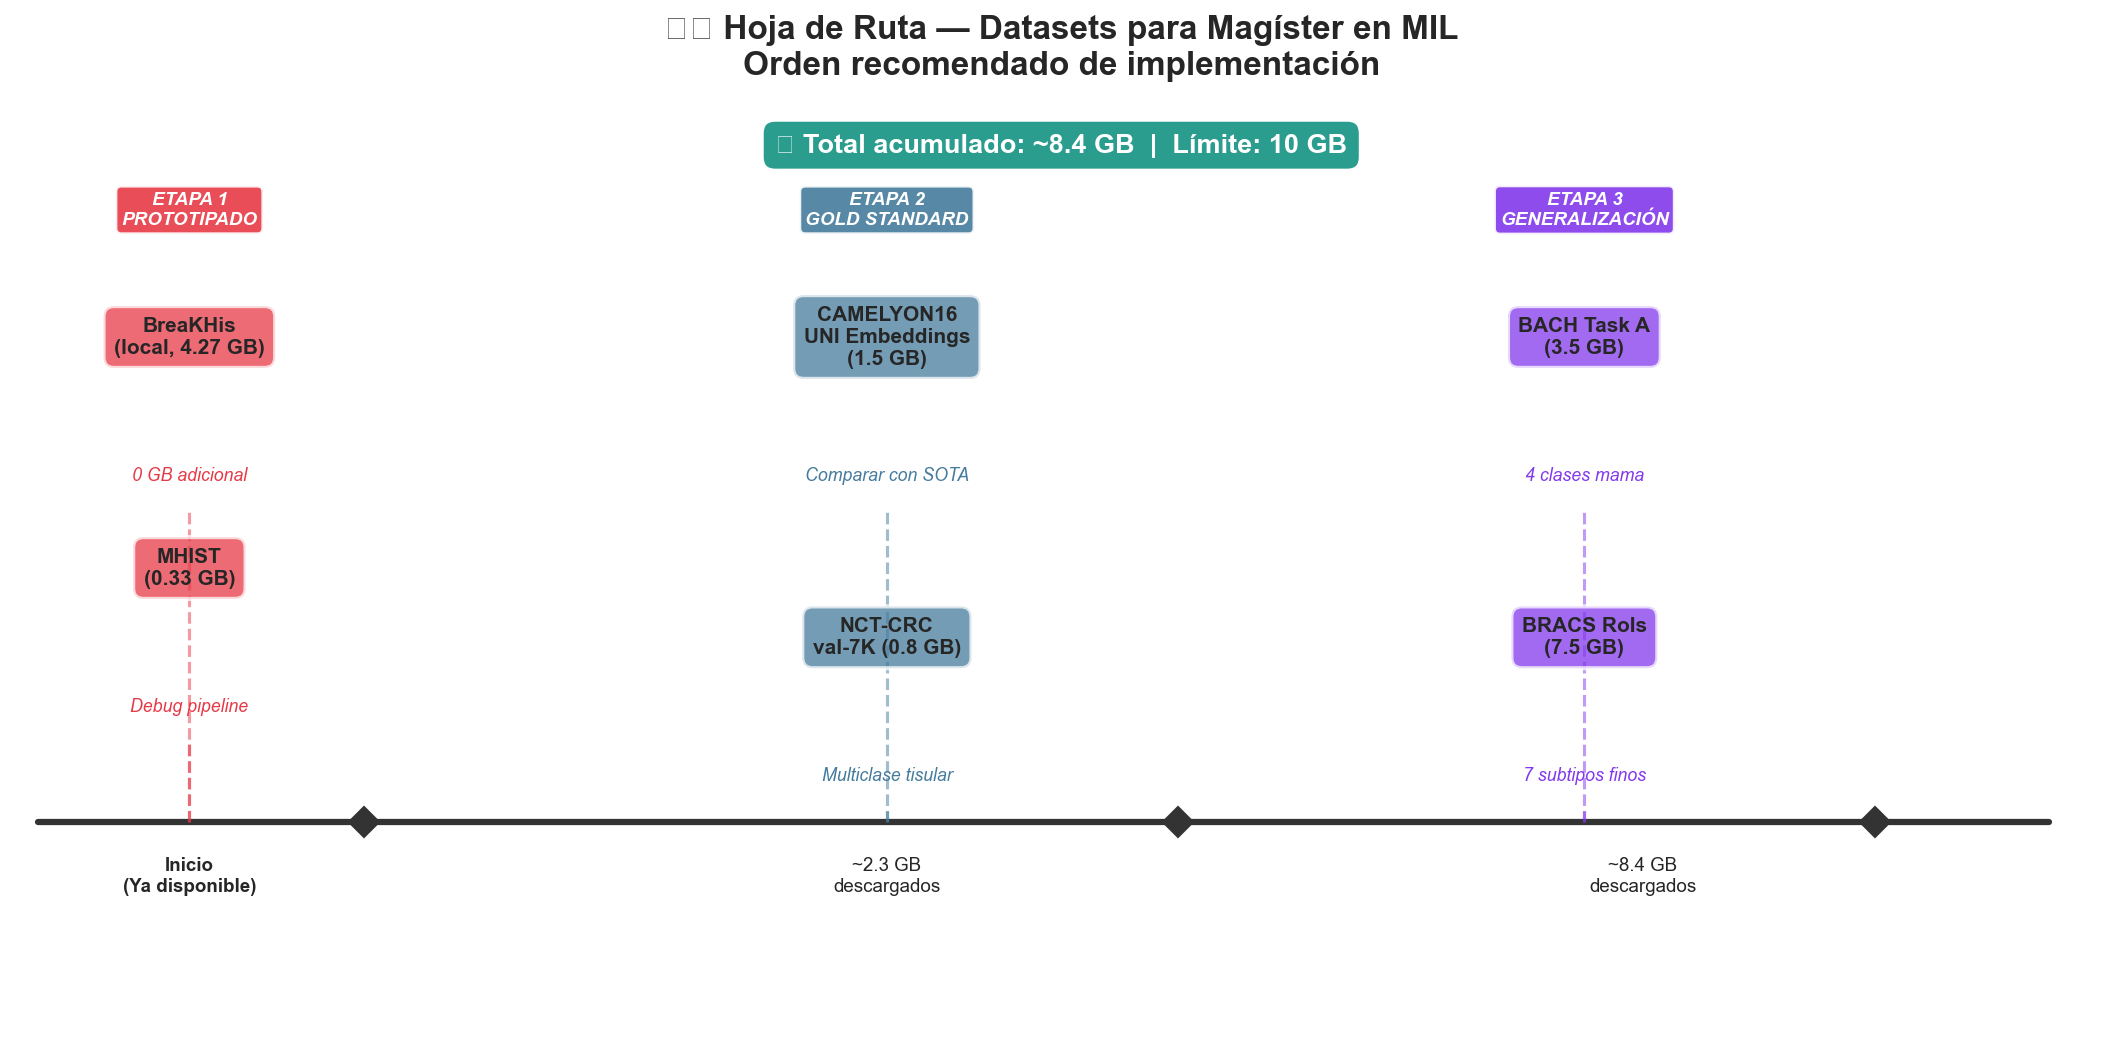 Hoja de Ruta — Datasets para Magíster en MIL
Orden recomendado de implementación
Total acumulado: ~8.4 GB | Límite: 10 GB
ETAPA 1
PROTOTIPADO
BreaKHis
(local, 4.27 GB)
0 GB adicional
MHIST
(0.33 GB)
Debug pipeline
Inicio
(Ya disponible)
ETAPA 2
GOLD STANDARD
CAMELYON16
UNI Embeddings
(1.5 GB)
Comparar con SOTA
NCT-CRC
val-7K (0.8 GB)
Multiclase tisular
~2.3 GB
descargados
ETAPA 3
GENERALIZACIÓN
BACH Task A
(3.5 GB)
4 clases mama
BRACS RoIs
(7.5 GB)
7 subtipos finos
~8.4 GB
descargados